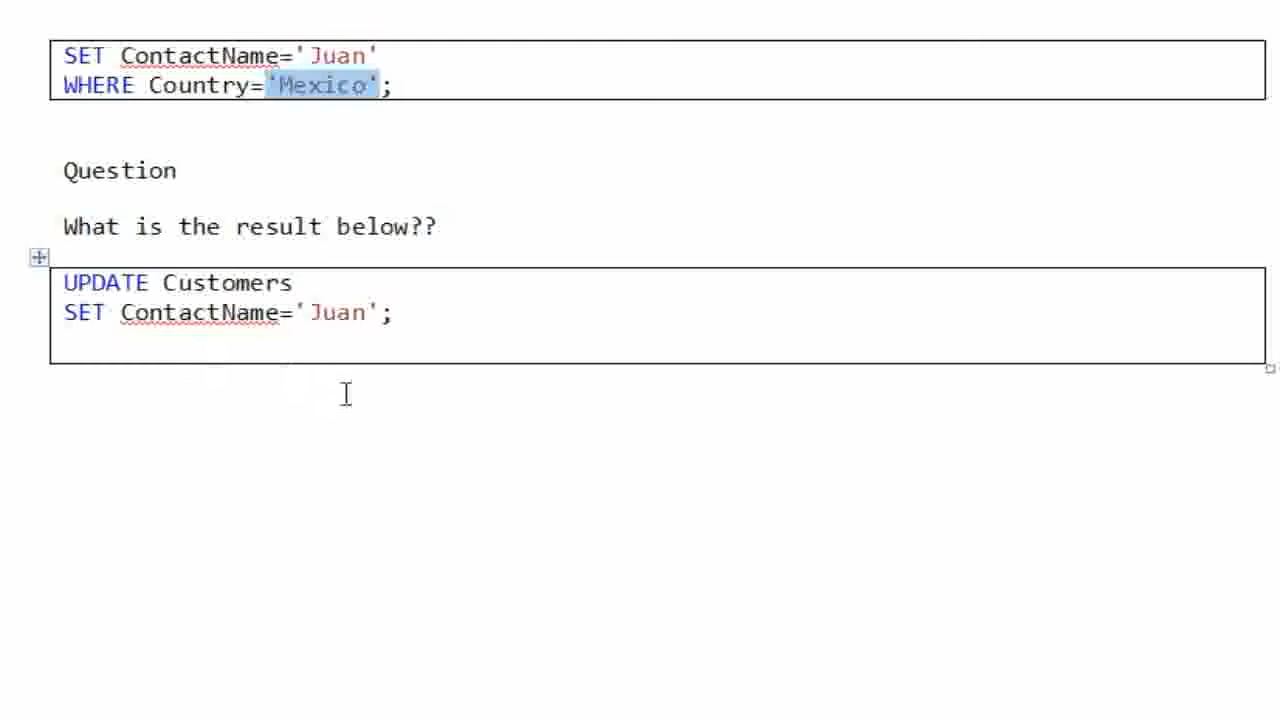 SET ContactName='Juan'
WHERE Country='Mexico';
Question
What is the result below??
UPDATE Customers
SET ContactName='Juan';